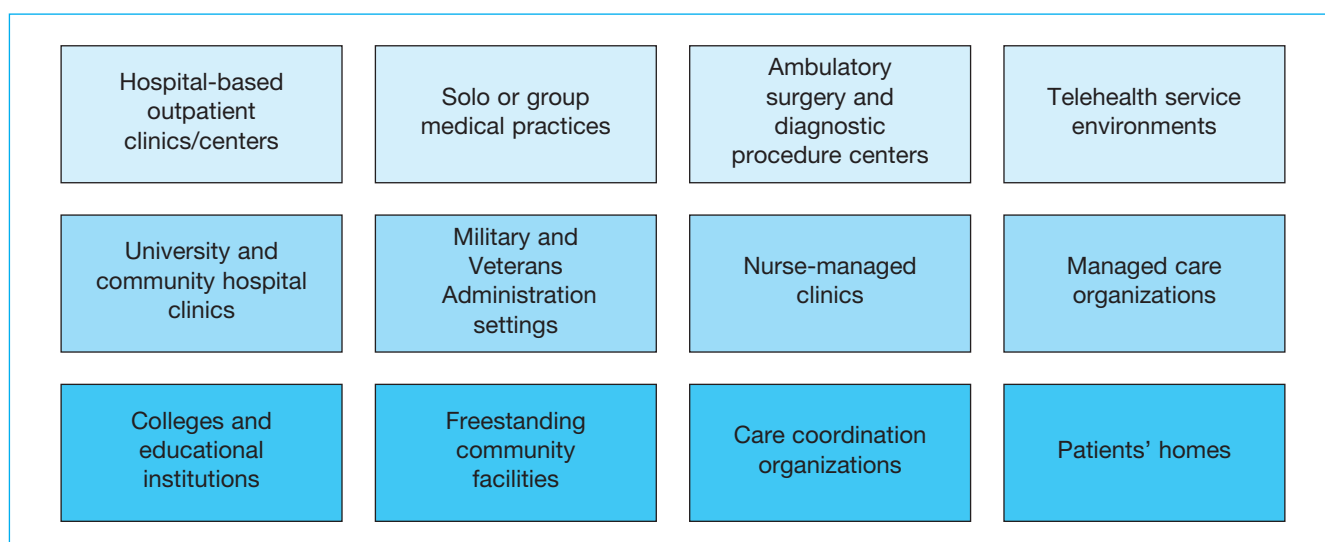 Hospital-based
outpatient
clinics/centers
Solo or group
medical practices
Ambulatory
surgery and
diagnostic
procedure centers
Telehealth service
environments
University and
community hospital
clinics
Military and
Veterans
Administration
settings
Nurse-managed
clinics
Managed care
organizations
Colleges and
educational
institutions
Freestanding
community
facilities
Care coordination
organizations
Patients’ homes